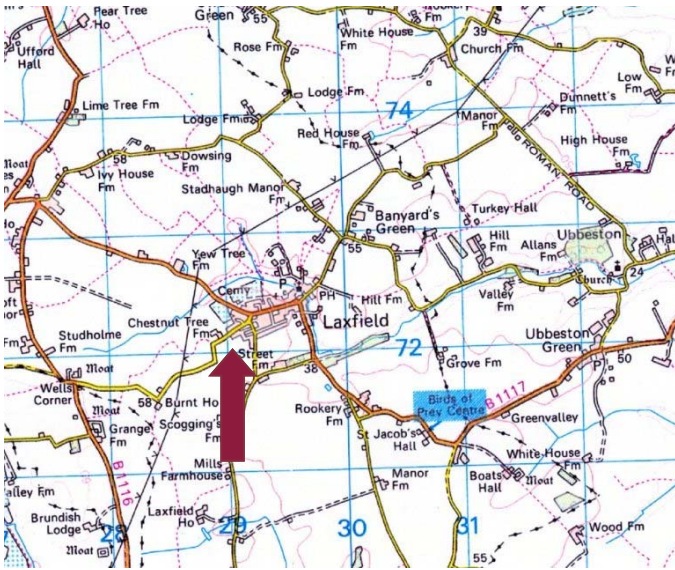 Pear Tree
Ho
Green
55
White House
Fm
39
Church Fm
Ufford
Hall
Rose Fm
Low
Fm
Lodge Fm
74
Dunnett's
Fm
Lime Tree Fm
Lodge Fm
Manor
Fm
Red House
Fm
High House
Fm
Moat
58
Dowsing
Fm
ROMAN ROAD
Ivy House
Fm
Stadhaugh Manor
Turkey Hall
Banyard's
Green
Hill
Fm
Allans
Fm
Ubbeston
Yew Tree
Fm
55
24
Hall
Cemy
P
Church
PH
Hill Fm
Valley
Fm
Chestnut Tree
Fm
Laxfield
Studholme
Fm
72
Ubbeston
Green
Street
Fm
38
Grove Fm
50
P
Moat
Wells
Corner
Birds of
Prey Centre
B 1117
58
Burnt Ho
Rookery
Fm
Greenvalley
Moat
Scogging's
Fm
St Jacob's
Hall
Grange
Fm
White House
Fm
Mills
Farmhouse
Manor
Fm
Boats
Hall
Moat
B 1116
Laxfield
Ho
Brundish
Lodge
28
29
30
31
Wood Fm
Moat
55